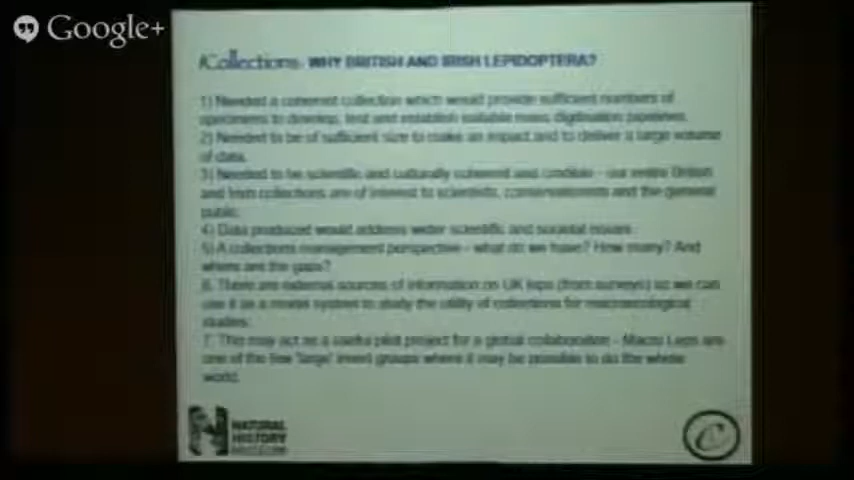 Google+
iCollections- WHY BRITISH AND IRISH LEPIDOPTERA?
1) Needed a coherent collection which would provide sufficient numbers of
specimens to develop, test and establish suitable mass digitisation pipelines.
2) Needed to be of sufficient size to make an impact and to deliver a large volume
of data.
3) Needed to be scientific and culturally coherent and credible - our entire British
and Irish collections are of interest to scientists, conservationists and the general
public.
4) Data produced would address wider scientific and societal issues
5) A collections management perspective - what do we have? How many? And
where are the gaps?
6. There are external sources of information on UK leps (from surveys) so we can
use it as a model system to study the utility of collections for macroecological
studies.
7. This may act as a useful pilot project for a global collaboration - Macro Leps are
one of the few 'large' insect groups where it may be possible to do the whole
world.
NATURAL
HISTORY
MUSEUM